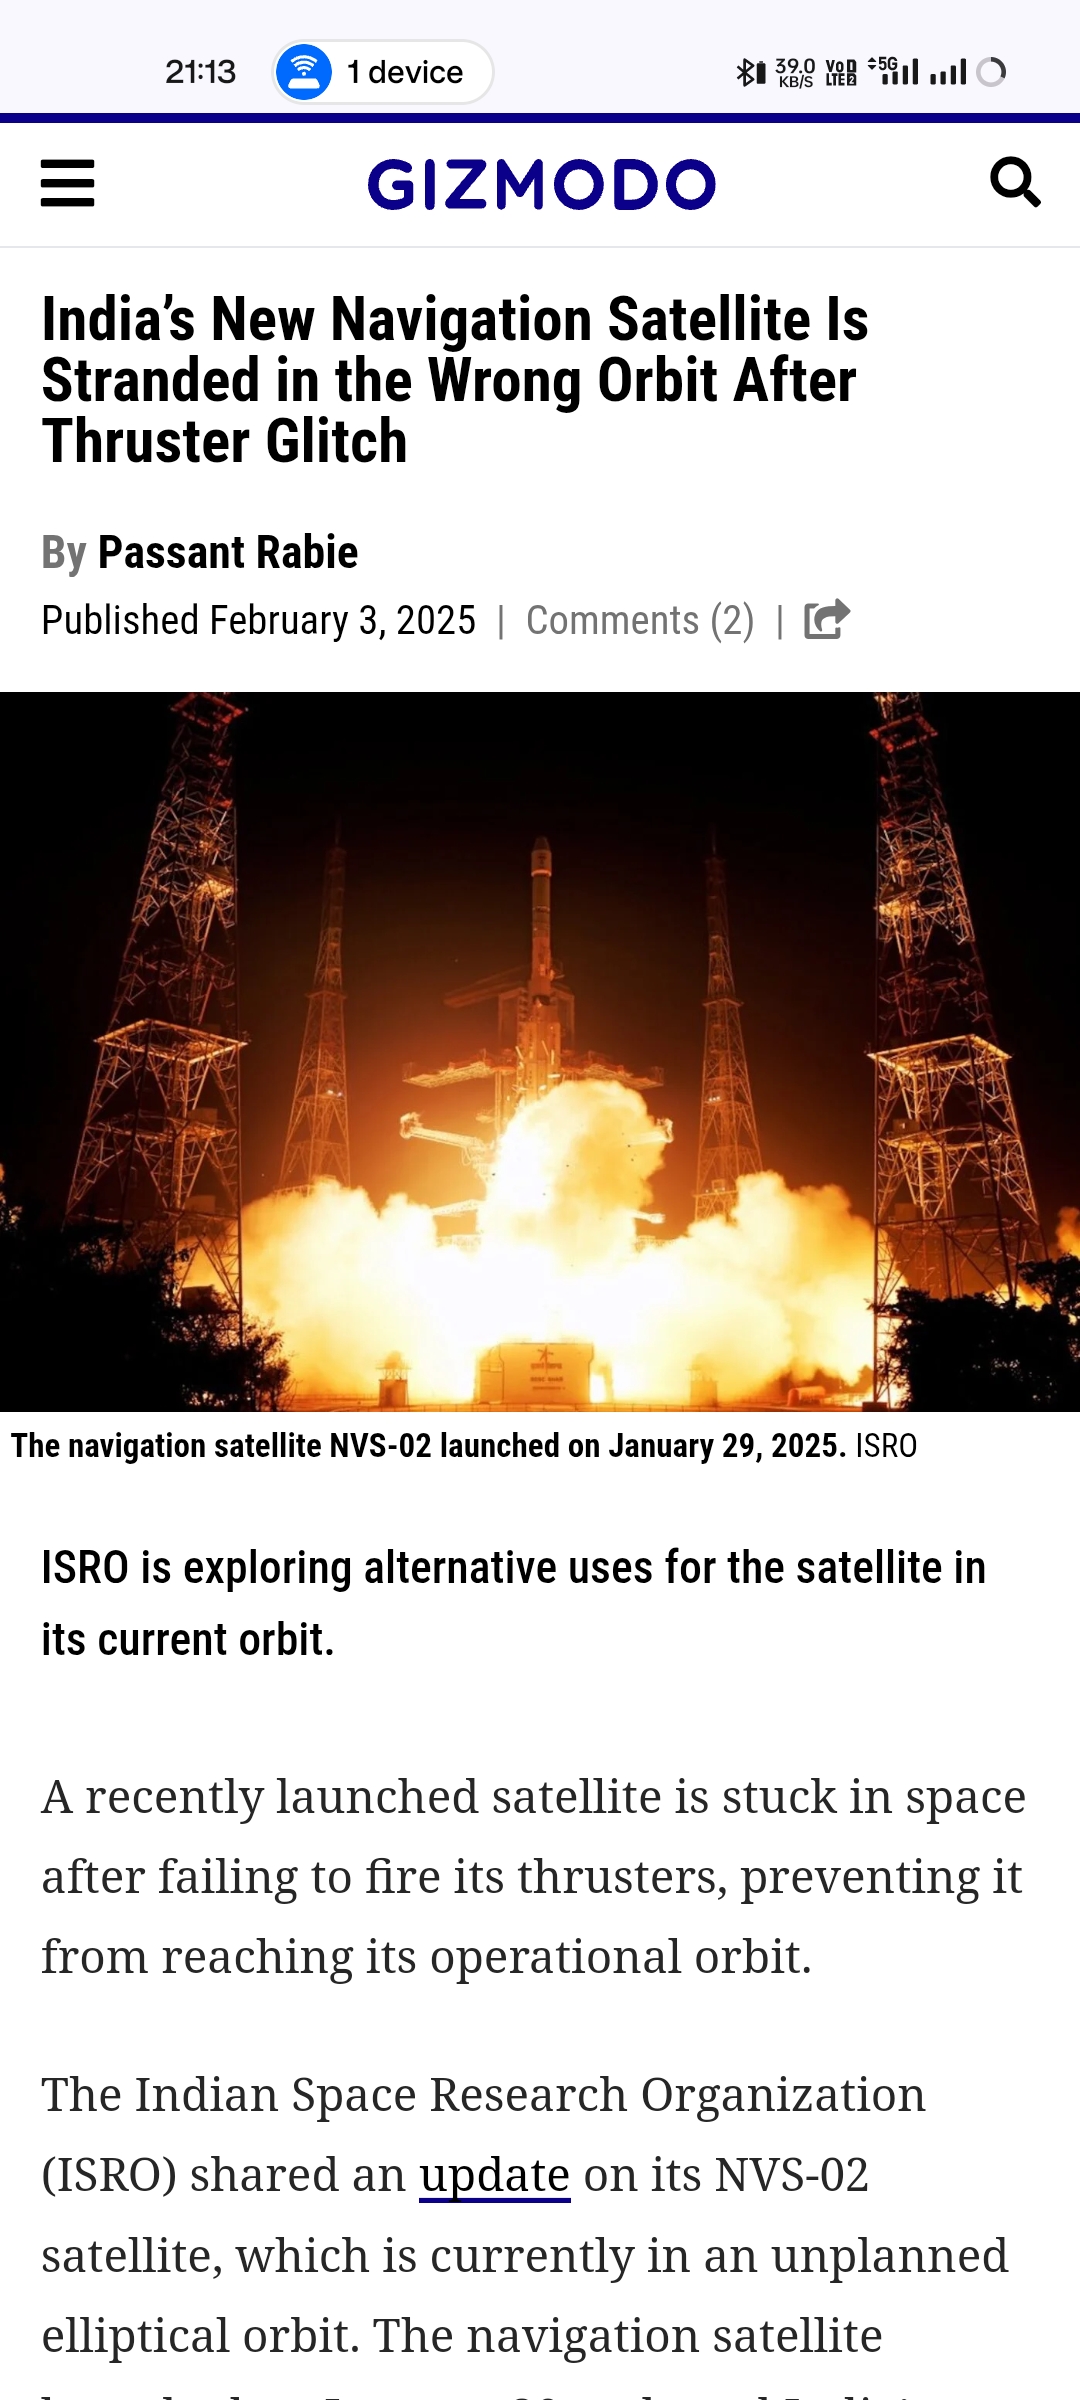 21:13
1 device
39.0
KB/S
Vo
LTE 2
5G
GIZMODO
India’s New Navigation Satellite Is
Stranded in the Wrong Orbit After
Thruster Glitch
By Passant Rabie
Published February 3, 2025 | Comments (2) |
The navigation satellite NVS-02 launched on January 29, 2025. ISRO
ISRO is exploring alternative uses for the satellite in
its current orbit.
A recently launched satellite is stuck in space
after failing to fire its thrusters, preventing it
from reaching its operational orbit.
The Indian Space Research Organization
(ISRO) shared an update on its NVS-02
satellite, which is currently in an unplanned
elliptical orbit. The navigation satellite